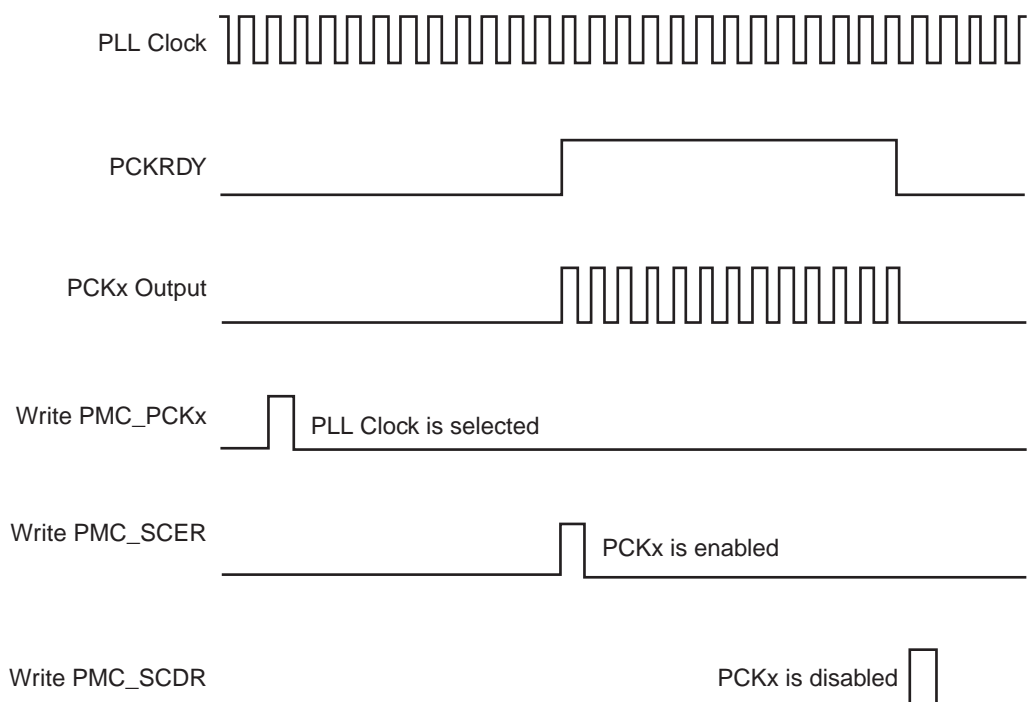 PLL Clock
PCKRDY
PCKx Output
Write PMC_PCKx
PLL Clock is selected
Write PMC_SCER
PCKx is enabled
Write PMC_SCDR
PCKx is disabled